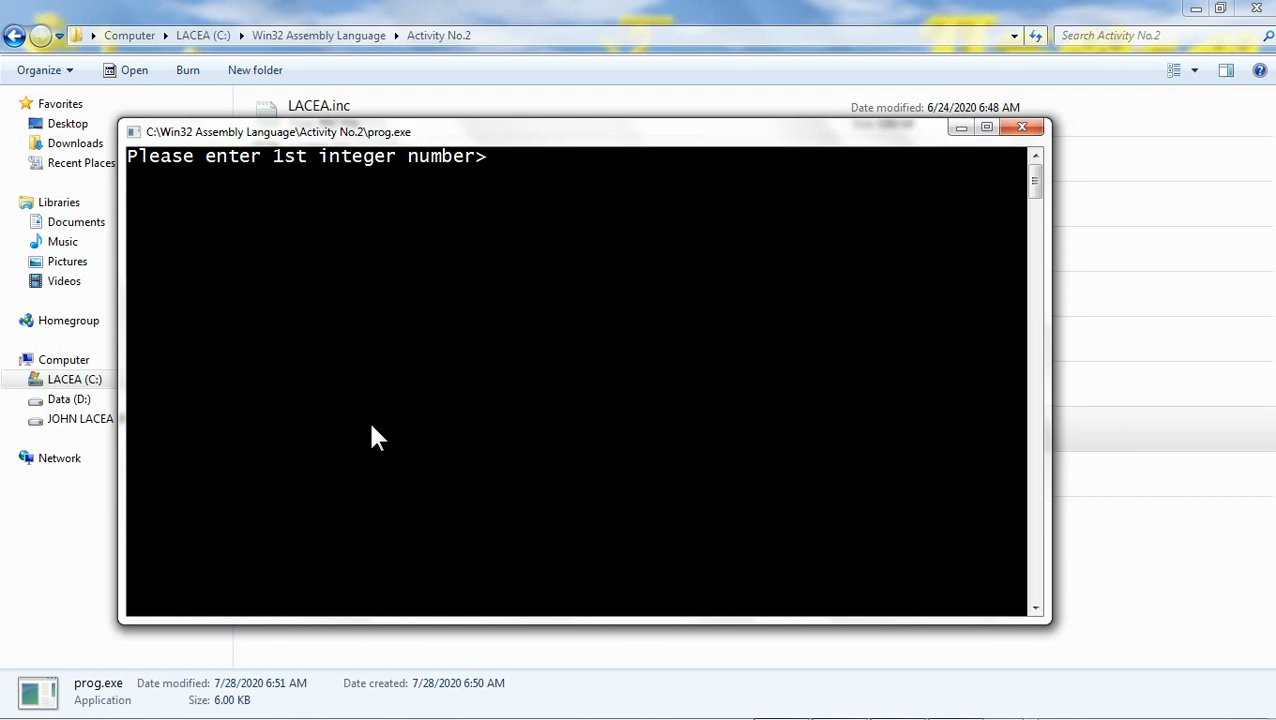 Computer LACEA (C:) Win32 Assembly Language Activity No.2 Search Activity No.2
Organize Open Burn New folder
Favorites
Desktop
Downloads
Recent Places
Libraries
Documents
Music
Pictures
Videos
Homegroup
Computer
LACEA (C:)
Data (D:)
JOHN LACEA
Network
LACEA.inc Date modified: 6/24/2020 6:48 AM
C:\Win32 Assembly Language\Activity No.2\prog.exe
Please enter 1st integer number>
prog.exe Date modified: 7/28/2020 6:51 AM Date created: 7/28/2020 6:50 AM
Application Size: 6.00 KB